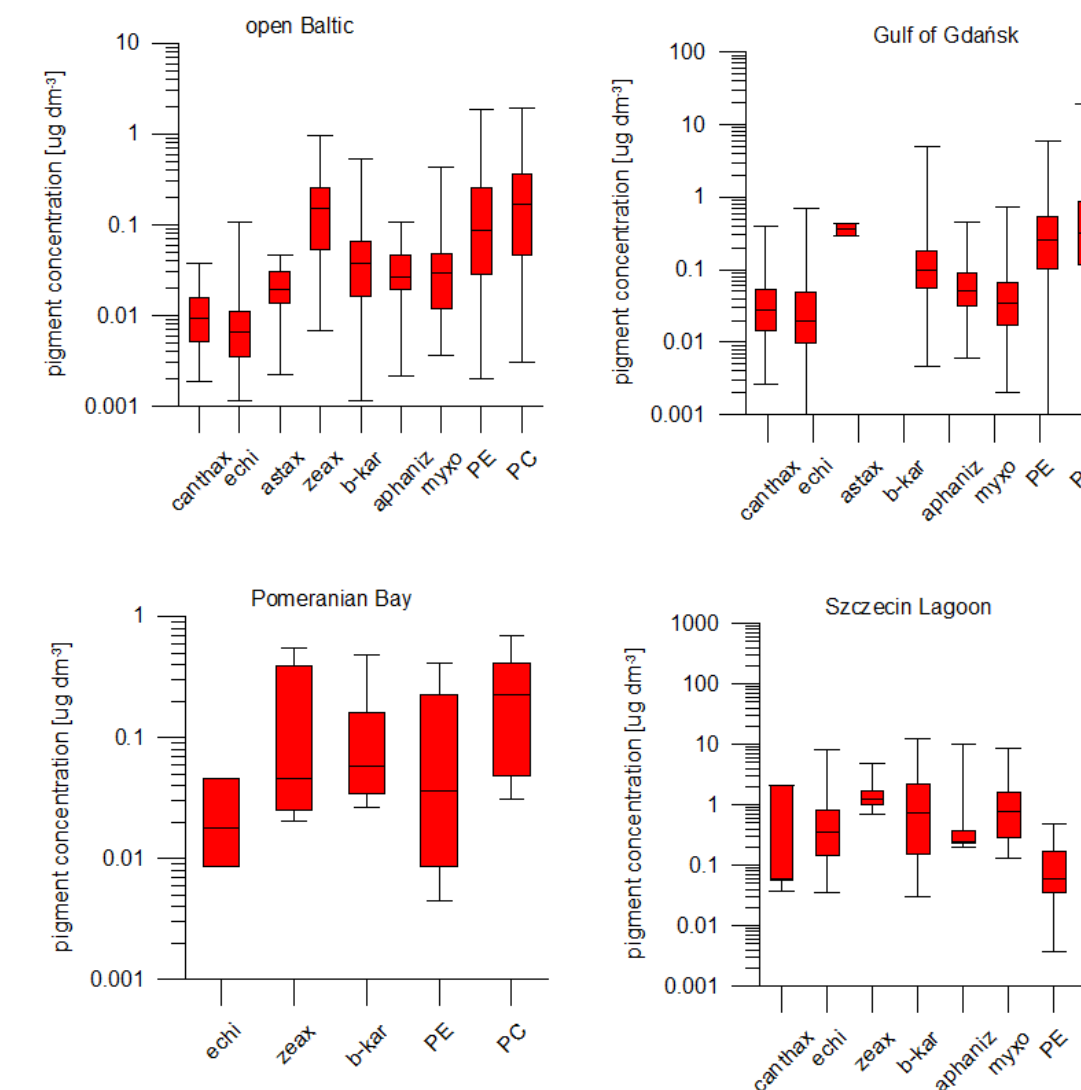 open Baltic
pigment concentration [ug dm-3]
10
1
0.1
0.01
0.001
canthax
echi
astax
zeax
b-kar
aphaniz
myxo
PE
PC
Gulf of Gdańsk
pigment concentration [ug dm-3]
100
10
1
0.1
0.01
0.001
canthax
echi
astax
b-kar
aphaniz
myxo
PE
Pomeranian Bay
pigment concentration [ug dm-3]
1
0.1
0.01
0.001
echi
zeax
b-kar
PE
PC
Szczecin Lagoon
pigment concentration [ug dm-3]
1000
100
10
1
0.1
0.01
0.001
canthax
echi
zeax
b-kar
aphaniz
myxo
PE